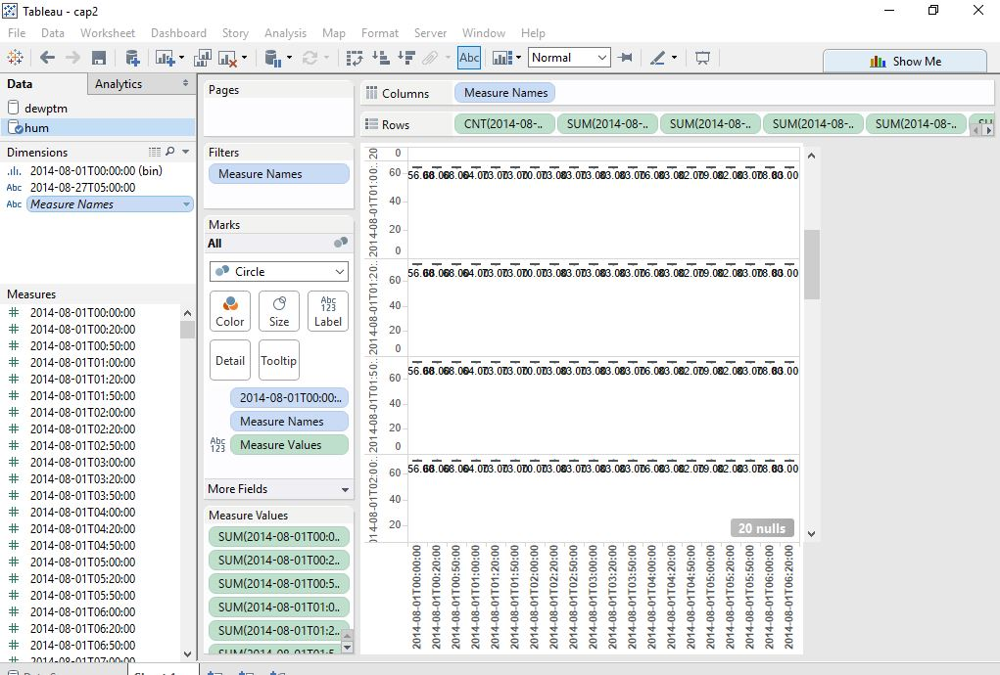 Tableau - cap2
File Data Worksheet Dashboard Story Analysis Map Format Server Window Help
Abc Normal Show Me
Data Analytics
dewptm
hum
Dimensions
2014-08-01T00:00:00 (bin)
Abc 2014-08-27T05:00:00
Abc Measure Names
Measures
# 2014-08-01T00:00:00
# 2014-08-01T00:20:00
# 2014-08-01T00:50:00
# 2014-08-01T01:00:00
# 2014-08-01T01:20:00
# 2014-08-01T01:50:00
# 2014-08-01T02:00:00
# 2014-08-01T02:20:00
# 2014-08-01T02:50:00
# 2014-08-01T03:00:00
# 2014-08-01T03:20:00
# 2014-08-01T03:50:00
# 2014-08-01T04:00:00
# 2014-08-01T04:20:00
# 2014-08-01T04:50:00
# 2014-08-01T05:00:00
# 2014-08-01T05:20:00
# 2014-08-01T05:50:00
# 2014-08-01T06:00:00
# 2014-08-01T06:20:00
# 2014-08-01T06:50:00
# 2014-08-01T07:00:00
Pages
Filters
Measure Names
Marks
All
Circle
Color Size Abc 123 Label
Detail Tooltip
2014-08-01T00:00:..
Measure Names
Abc 123 Measure Values
More Fields
Measure Values
SUM(2014-08-01T00:0..
SUM(2014-08-01T00:2..
SUM(2014-08-01T00:5..
SUM(2014-08-01T01:0..
SUM(2014-08-01T01:2..
SUM(2014-08-01T01:5..
Columns Measure Names
Rows CNT(2014-08-.. SUM(2014-08-.. SUM(2014-08-.. SUM(2014-08-.. SUM(2014-08-..
20
0
2014-08-01T01:00:..
60
40
20
0
2014-08-01T01:20:..
60
40
20
0
2014-08-01T01:50:..
60
40
20
0
014-08-01T02:00:..
60
40
20
20 nulls
2014-08-01T00:00:00
2014-08-01T00:20:00
2014-08-01T00:50:00
2014-08-01T01:00:00
2014-08-01T01:20:00
2014-08-01T01:50:00
2014-08-01T02:00:00
2014-08-01T02:20:00
2014-08-01T02:50:00
2014-08-01T03:00:00
2014-08-01T03:20:00
2014-08-01T03:50:00
2014-08-01T04:00:00
2014-08-01T04:20:00
2014-08-01T04:50:00
2014-08-01T05:00:00
2014-08-01T05:20:00
2014-08-01T05:50:00
2014-08-01T06:00:00
2014-08-01T06:20:00